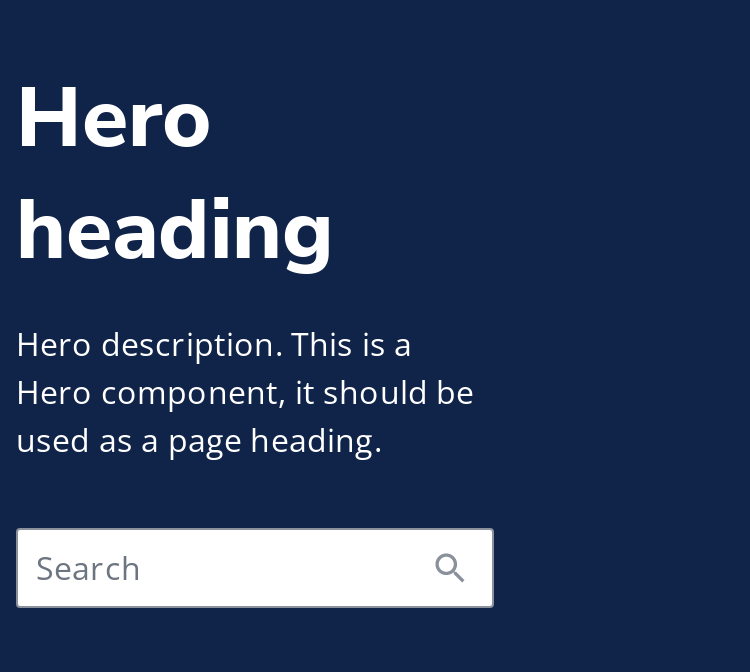 Hero
heading
Hero description. This is a
Hero component, it should be
used as a page heading.
Search